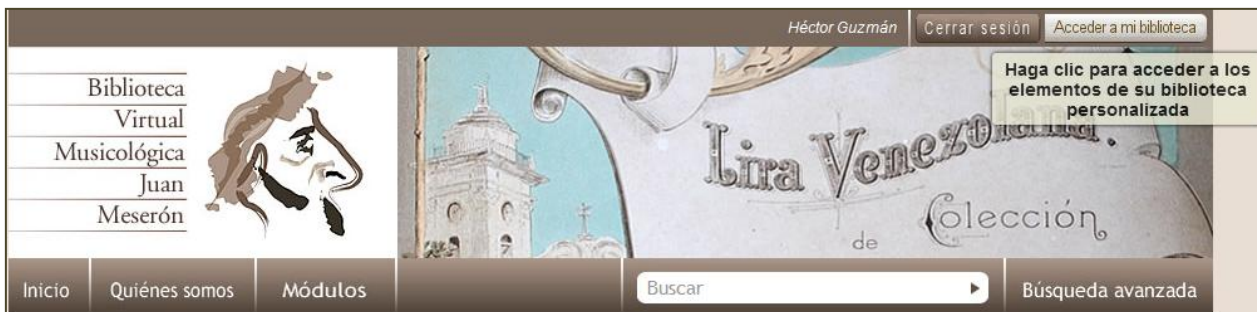 Héctor Guzmán Cerrar sesión Acceder a mi biblioteca
Haga clic para acceder a los
elementos de su biblioteca
personalizada
Biblioteca
Virtual
Musicológica
Juan
Meserón
Lira Venezolana.
Colección
de
Inicio Quiénes somos Módulos Buscar Búsqueda avanzada